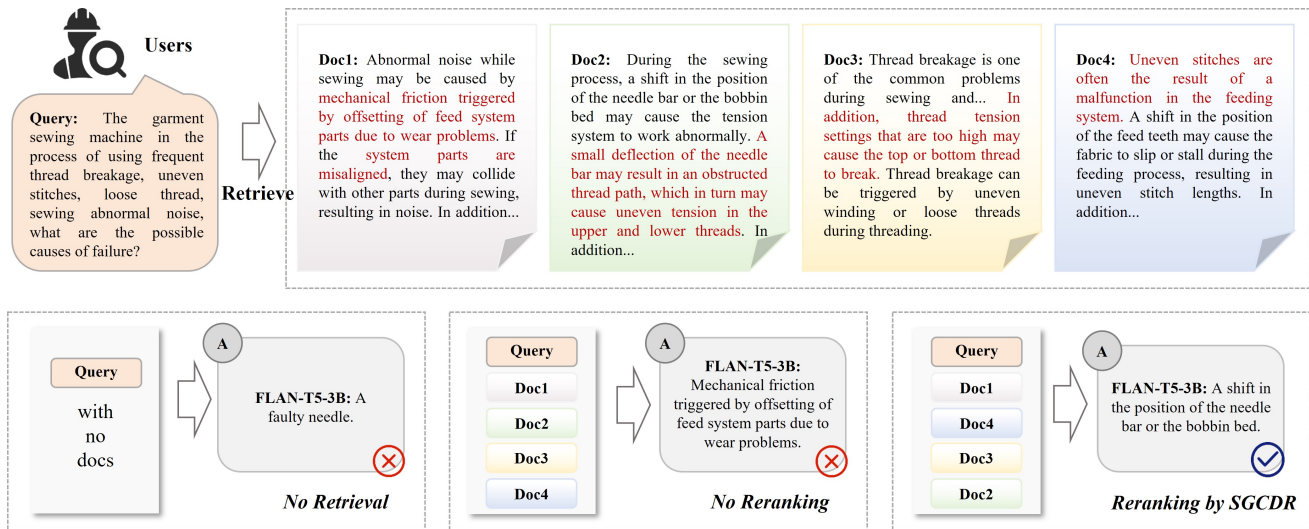 Users
Query: The garment
sewing machine in the
process of using frequent
thread breakage, uneven
stitches, loose thread,
sewing abnormal noise,
what are the possible
causes of failure?
Retrieve
Doc1: Abnormal noise while
sewing may be caused by
mechanical friction triggered
by offsetting of feed system
parts due to wear problems. If
the system parts are
misaligned, they may collide
with other parts during sewing,
resulting in noise. In addition...
Doc2: During the sewing
process, a shift in the position
of the needle bar or the bobbin
bed may cause the tension
system to work abnormally. A
small deflection of the needle
bar may result in an obstructed
thread path, which in turn may
cause uneven tension in the
upper and lower threads. In
addition...
Doc3: Thread breakage is one
of the common problems
during sewing and... In
addition, thread tension
settings that are too high may
cause the top or bottom thread
to break. Thread breakage can
be triggered by uneven
winding or loose threads
during threading.
Doc4: Uneven stitches are
often the result of a
malfunction in the feeding
system. A shift in the position
of the feed teeth may cause the
fabric to slip or stall during the
feeding process, resulting in
uneven stitch lengths. In
addition...
Query
with
no
docs
A
FLAN-T5-3B: A
faulty needle.
No Retrieval
Query
Doc1
Doc2
Doc3
Doc4
A
FLAN-T5-3B:
Mechanical friction
triggered by offsetting of
feed system parts due to
wear problems.
No Reranking
Query
Doc1
Doc4
Doc3
Doc2
A
FLAN-T5-3B: A shift in
the position of the needle
bar or the bobbin bed.
Reranking by SGCDR